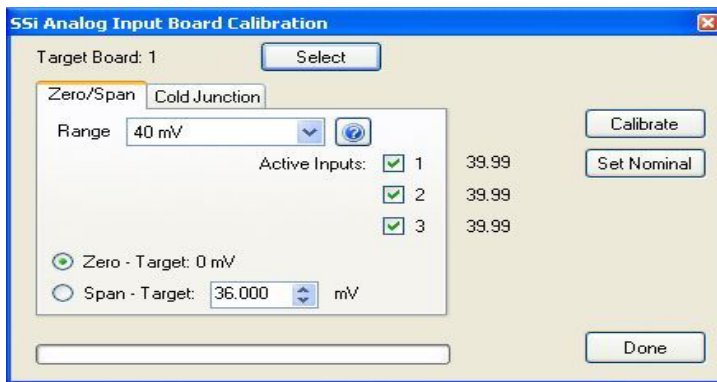 SSi Analog Input Board Calibration
Target Board: 1 Select
Zero/Span Cold Junction
Range 40 mV
Calibrate
Active Inputs: 1 39.99
Set Nominal
2 39.99
3 39.99
Zero - Target: 0 mV
Span - Target: 36.000 mV
Done